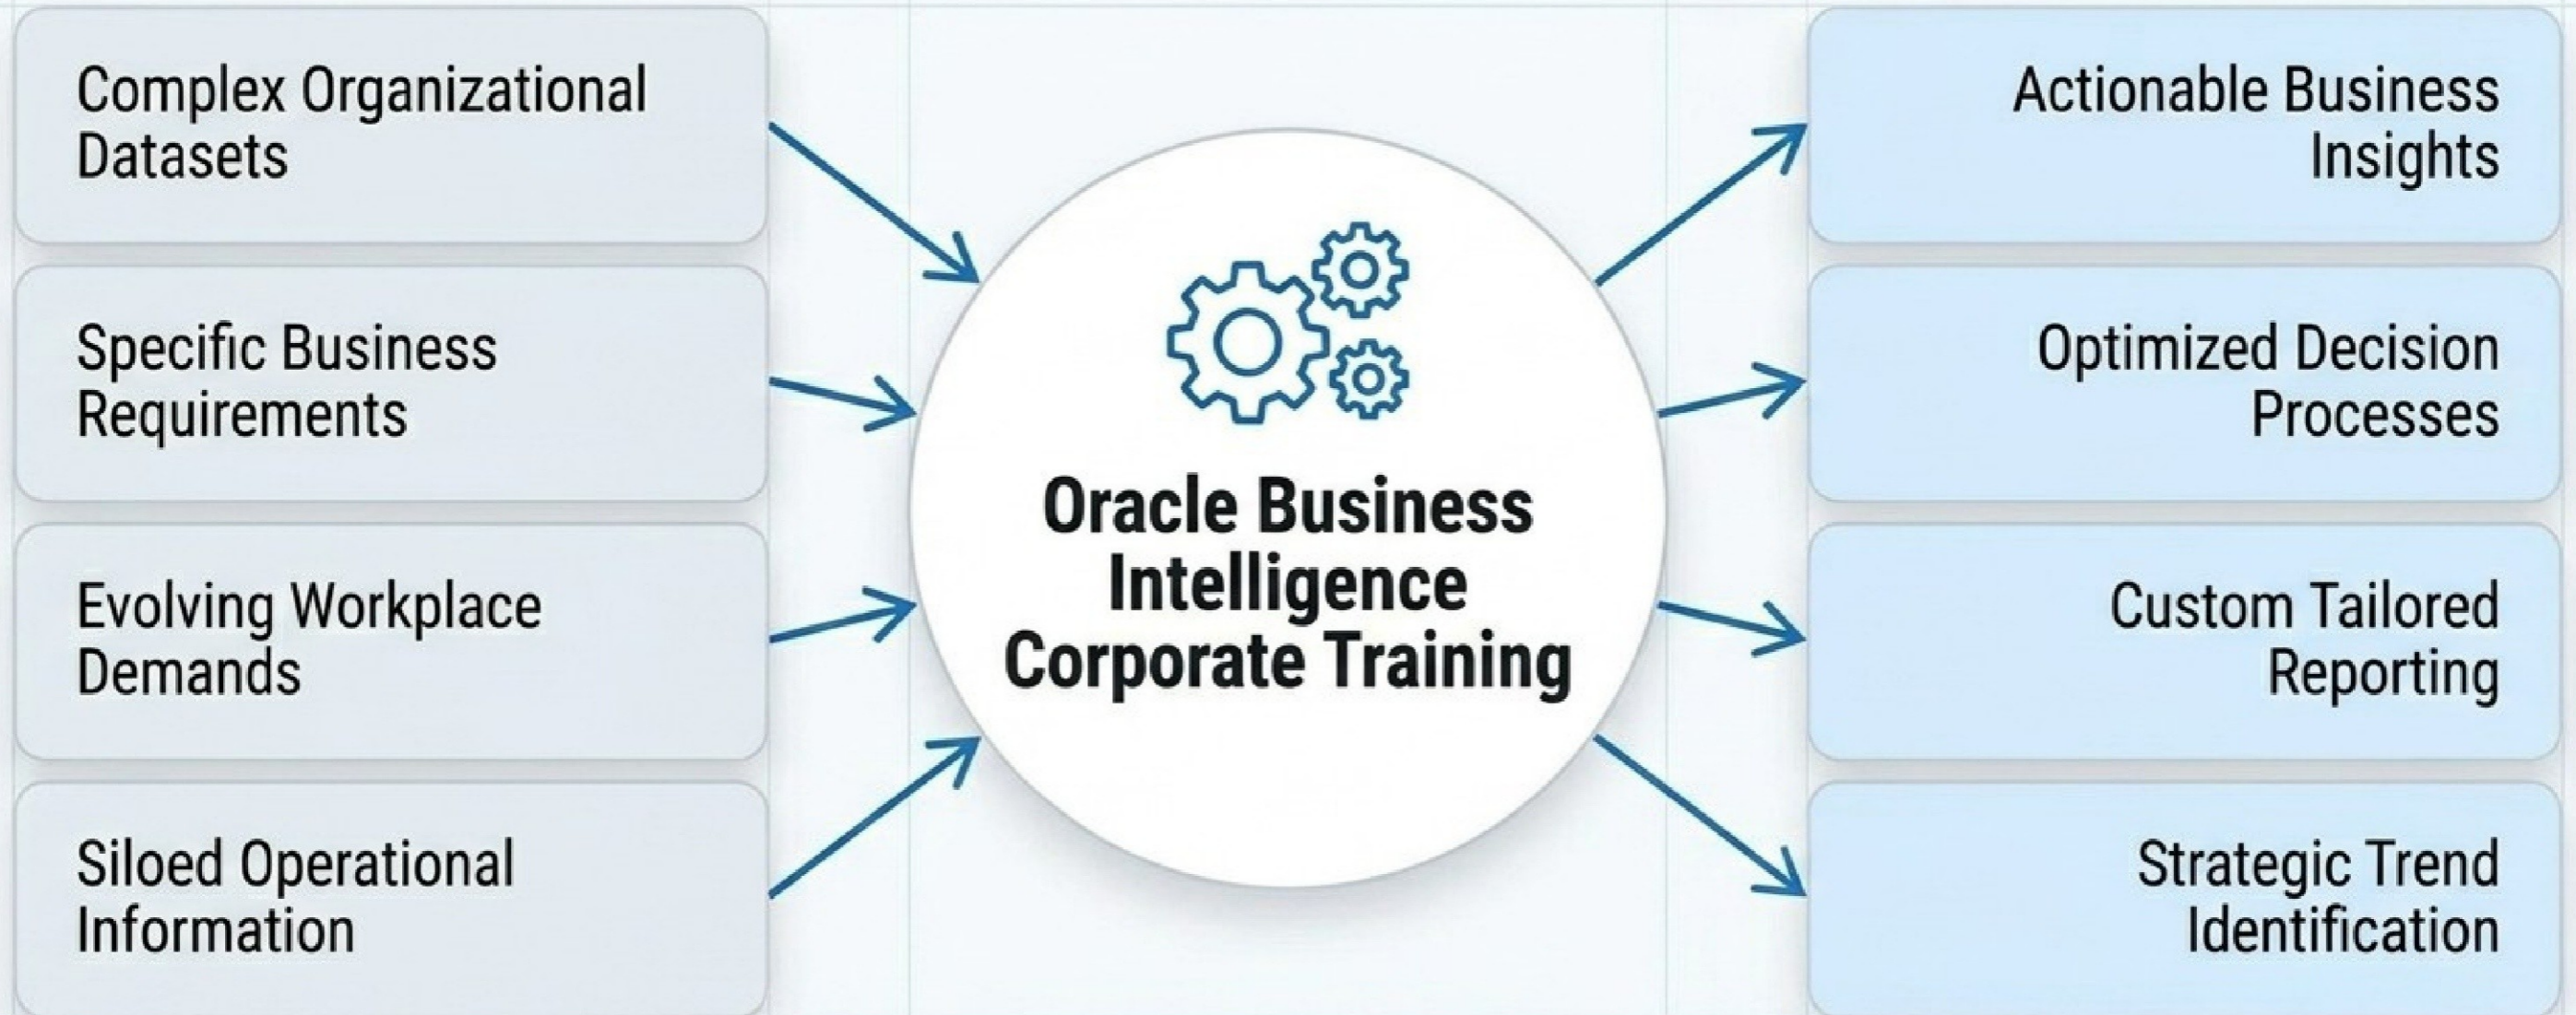 Complex Organizational
Datasets
Specific Business
Requirements
Evolving Workplace
Demands
Siloed Operational
Information
Oracle Business
Intelligence
Corporate Training
Actionable Business
Insights
Optimized Decision
Processes
Custom Tailored
Reporting
Strategic Trend
Identification